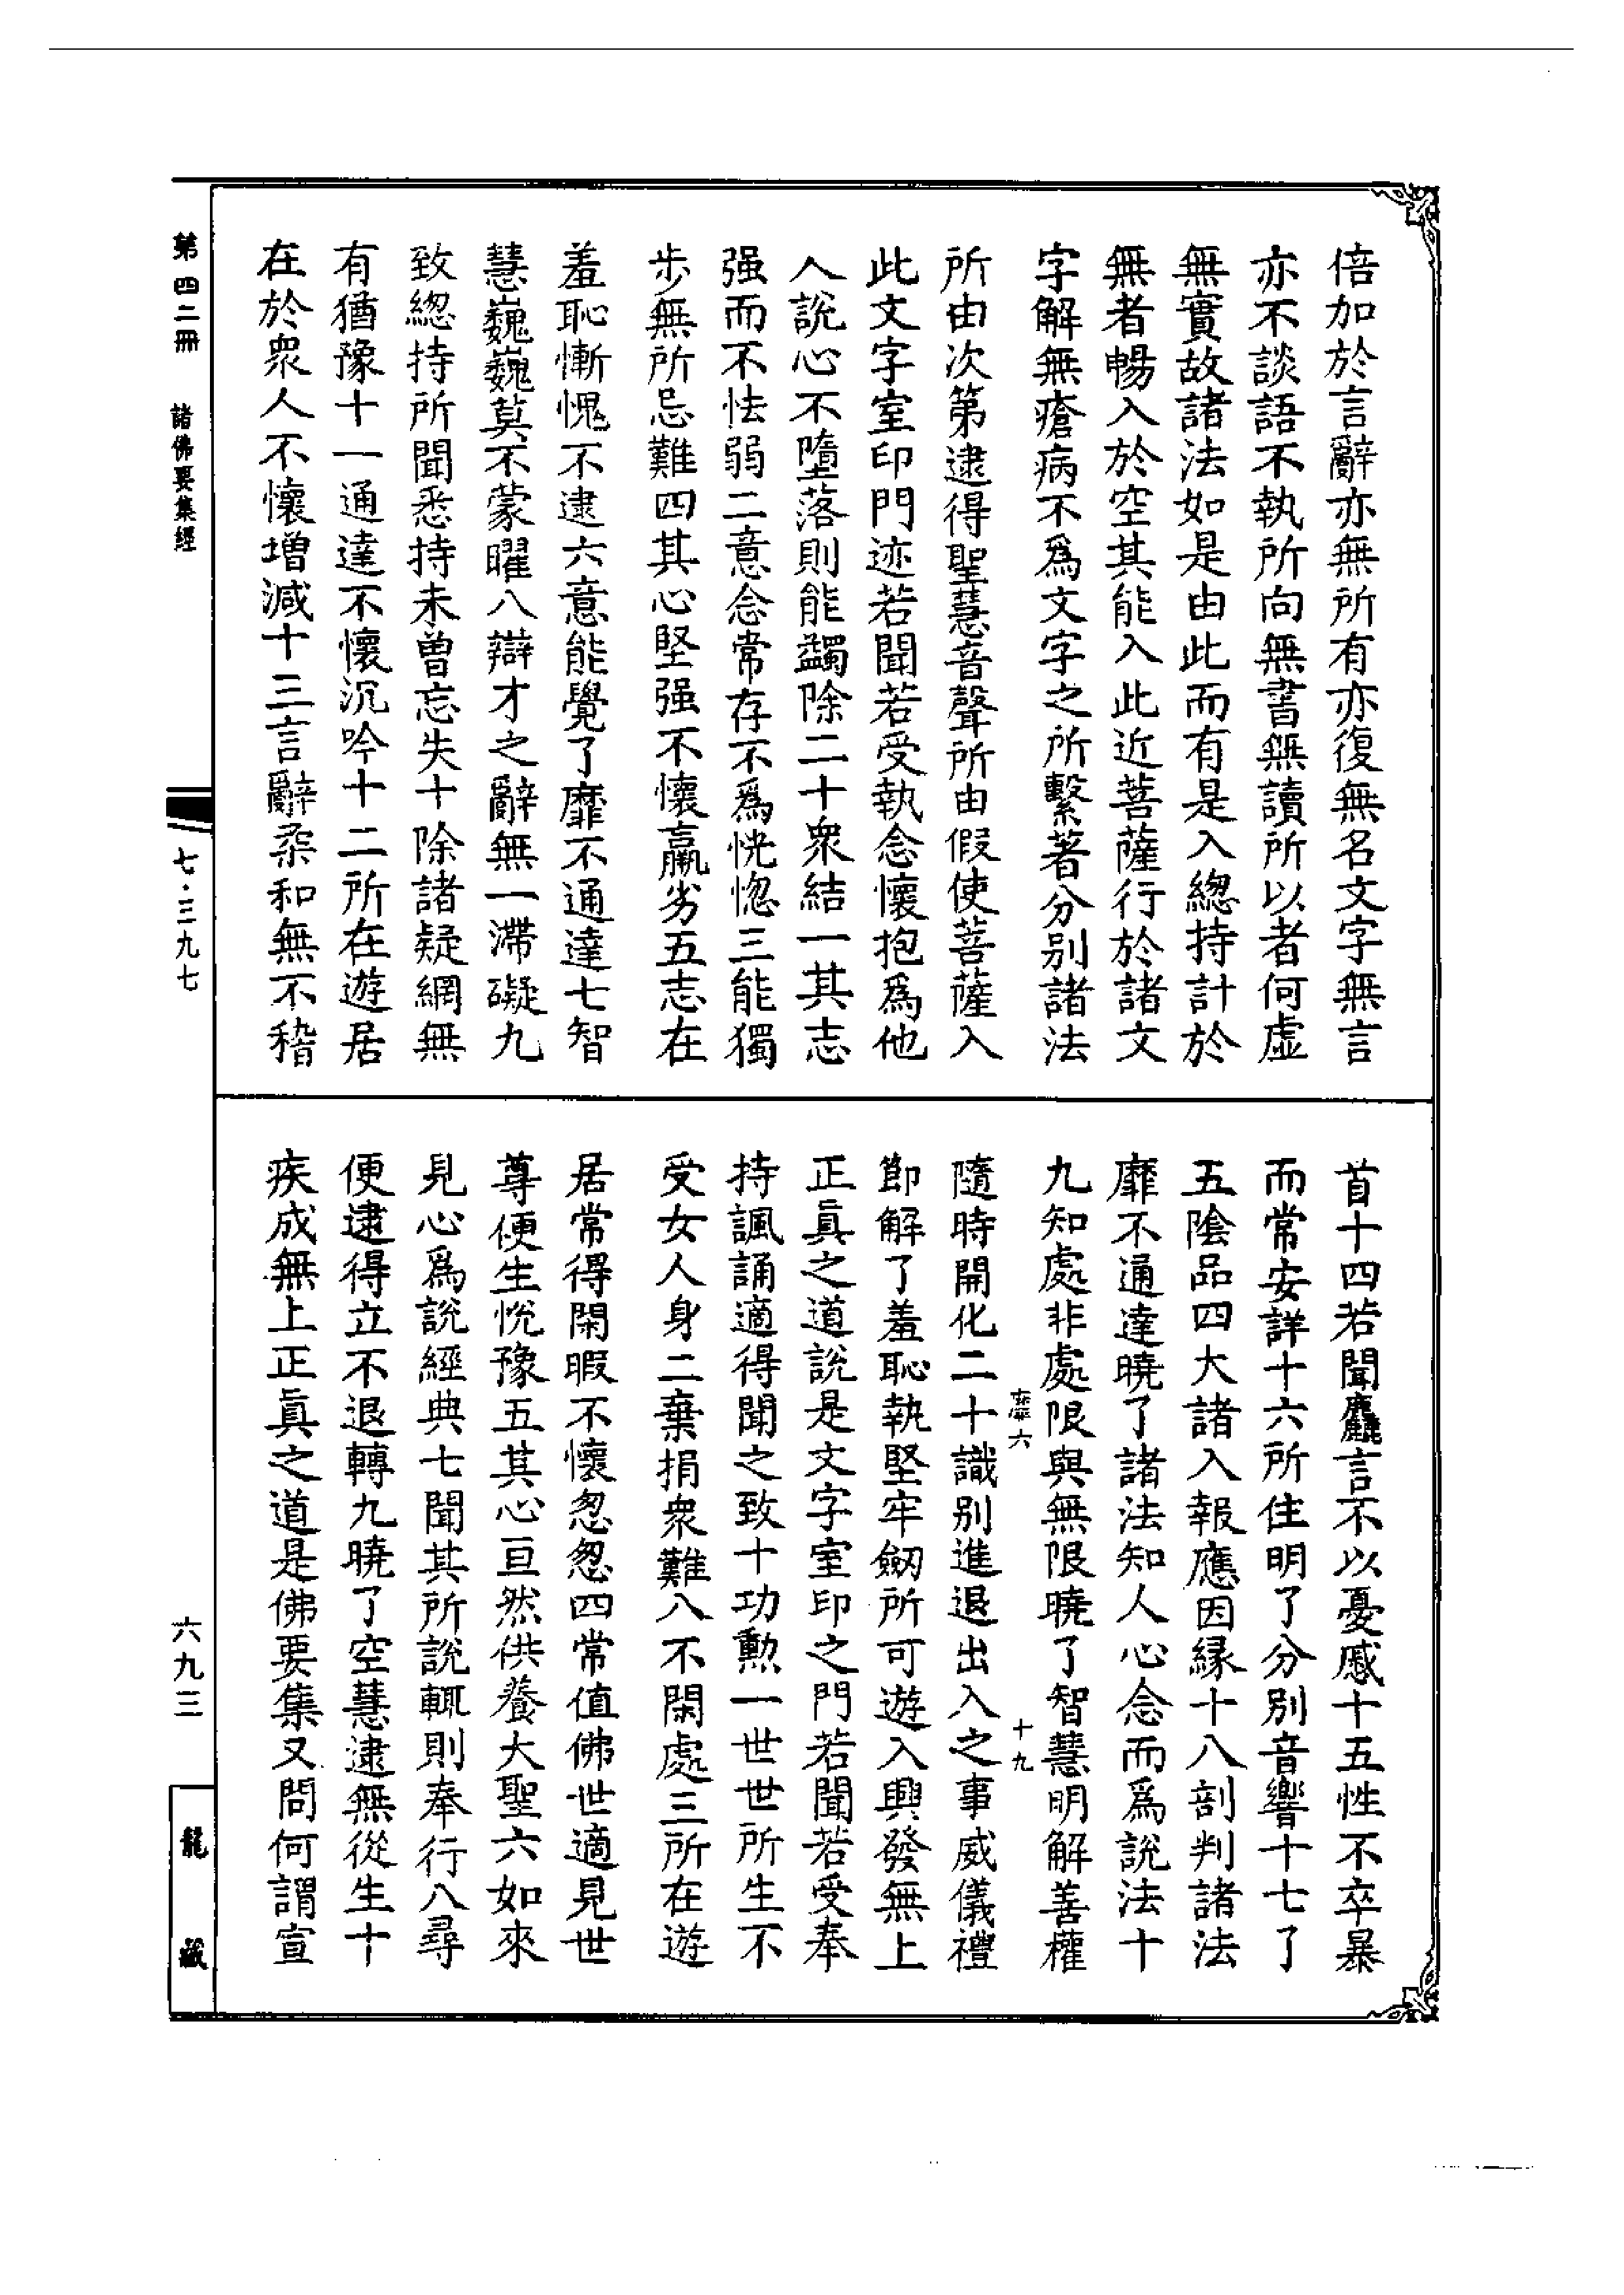 倍加於言辭亦無所有亦復無名文字無言
亦不談語不執所向無書無讀所以者何虛
無實故諸法如是由此而有是入緫持計於
無者暢入於空其能入此近菩薩行於諸文
字解無瘡病不爲文字之所繫著分別諸法
所由次第逮得聖慧音聲所由假使菩薩入
此文字室印門迹若聞若受執念懷抱爲他
人說心不墮落則能蠲除二十衆結一其志
强而不怯弱二意念常存不爲恍惚三能獨
步無所忌難四其心堅强不懷羸劣五志在
羞恥慚愧不逮六意能覺了靡不通達七智
慧巍巍莫不蒙曜八辯才之辭無一滯礙九
致緫持所聞悉持未曾忘失十除諸疑網無
有猶豫十一通達不懷沉吟十二所在遊居
在於衆人不懷增減十三言辭柔和無不稽
首十四若聞麤言不以憂慼十五性不卒暴
而常安詳十六所住明了分別音響十七了
五陰品四大諸入報應因緣十八剖判諸法
靡不通達曉了諸法知人心念而爲說法十
九知處非處限與無限曉了智慧明解善權
隨時開化二十識別進退出入之事威儀禮
節解了羞恥執堅牢劒所可遊入興發無上
正眞之道說是文字室印之門若聞若受奉
持諷誦適得聞之致十功勲一世世所生不
受女人身二棄捐衆難八不閑處三所在遊
居常得閑暇不懷怱怱四常值佛世適見世
尊便生悅豫五其心亘然供養大聖六如來
見心爲說經典七聞其所說輒則奉行八尋
便逮得立不退轉九曉了空慧逮無從生十
疾成無上正眞之道是佛要集又問何謂宣
靡六
十九
第四二冊
諸佛要集經
七·三九七
六九三
龍藏